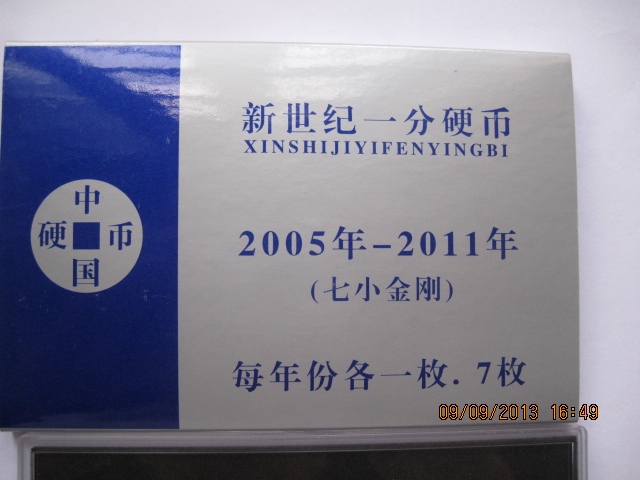 中国硬币
新世纪一分硬币
XINSHIJIYIFENYINGBI
2005年-2011年
(七小金刚)
每年份各一枚.7枚
09/09/2013 16:49